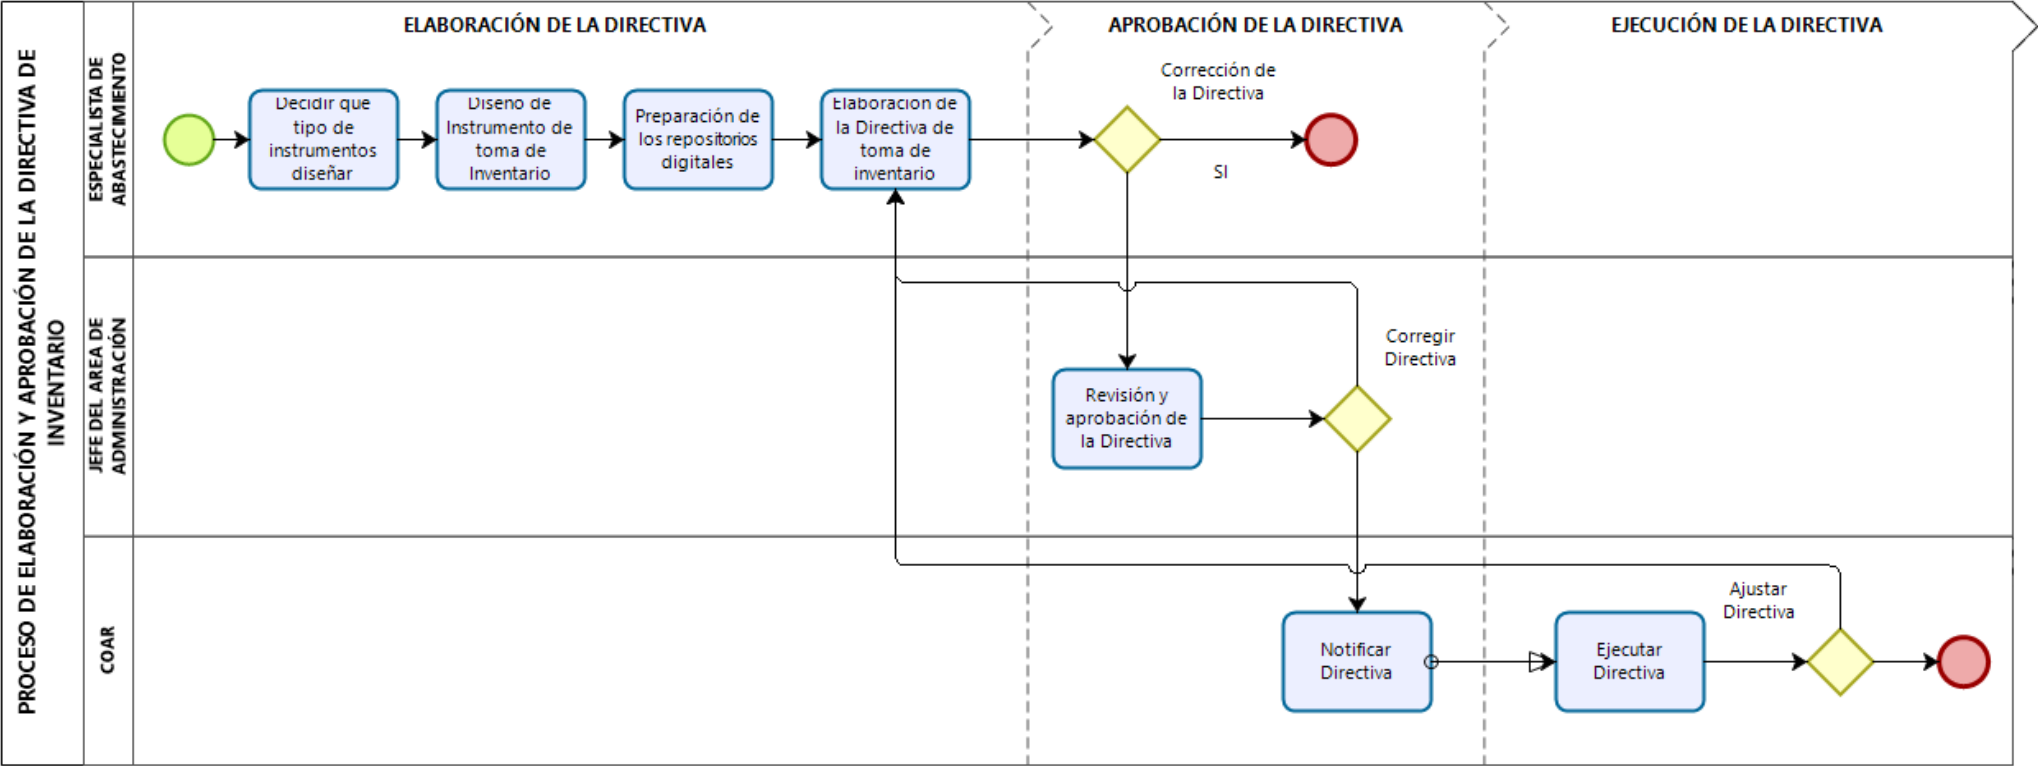 PROCESO DE ELABORACIÓN Y APROBACIÓN DE LA DIRECTIVA DE
INVENTARIO
ELABORACIÓN DE LA DIRECTIVA
APROBACIÓN DE LA DIRECTIVA
EJECUCIÓN DE LA DIRECTIVA
ESPECIALISTA DE
ABASTECIMIENTO
Decidir que
tipo de
instrumentos
diseñar
Diseño de
Instrumento de
toma de
Inventario
Preparación de
los repositorios
digitales
Elaboración de
la Directiva de
toma de
inventario
Corrección de
la Directiva
SI
JEFE DEL AREA DE
ADMINISTRACIÓN
Revisión y
aprobación de
la Directiva
Corregir
Directiva
COAR
Notificar
Directiva
Ejecutar
Directiva
Ajustar
Directiva